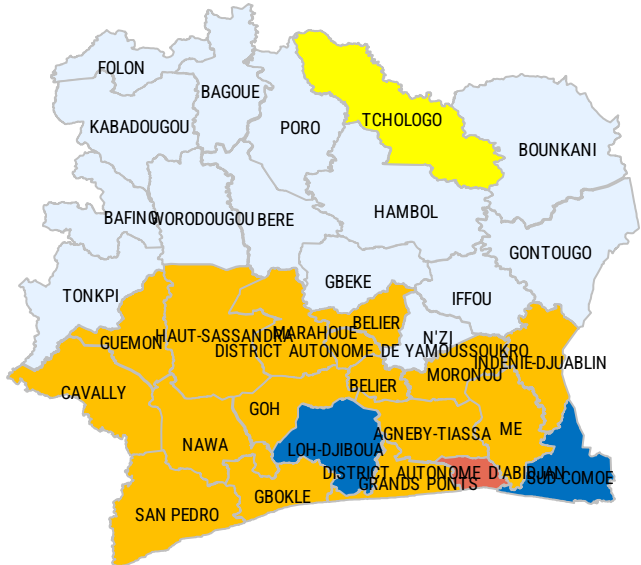 FOLON
BAGOUE
KABADOUGOU
PORO
TCHOLOGO
BOUNKANI
BAFING
WORODOUGOU
BERE
HAMBOL
GONTOUGO
TONKPI
GBEKE
IFFOU
GUEMON
HAUT-SASSANDRA
MARAHOUE
BELIER
N'ZI
DISTRICT AUTONOME DE YAMOUSSOUKRO
INDENIE-DJUABLIN
MORONOU
CAVALLY
BELIER
GOH
NAWA
LOH-DJIBOUA
AGNEBY-TIASSA
ME
DISTRICT AUTONOME D'ABIDJAN
SUD-COMOE
GRANDS PONTS
GBOKLE
SAN PEDRO